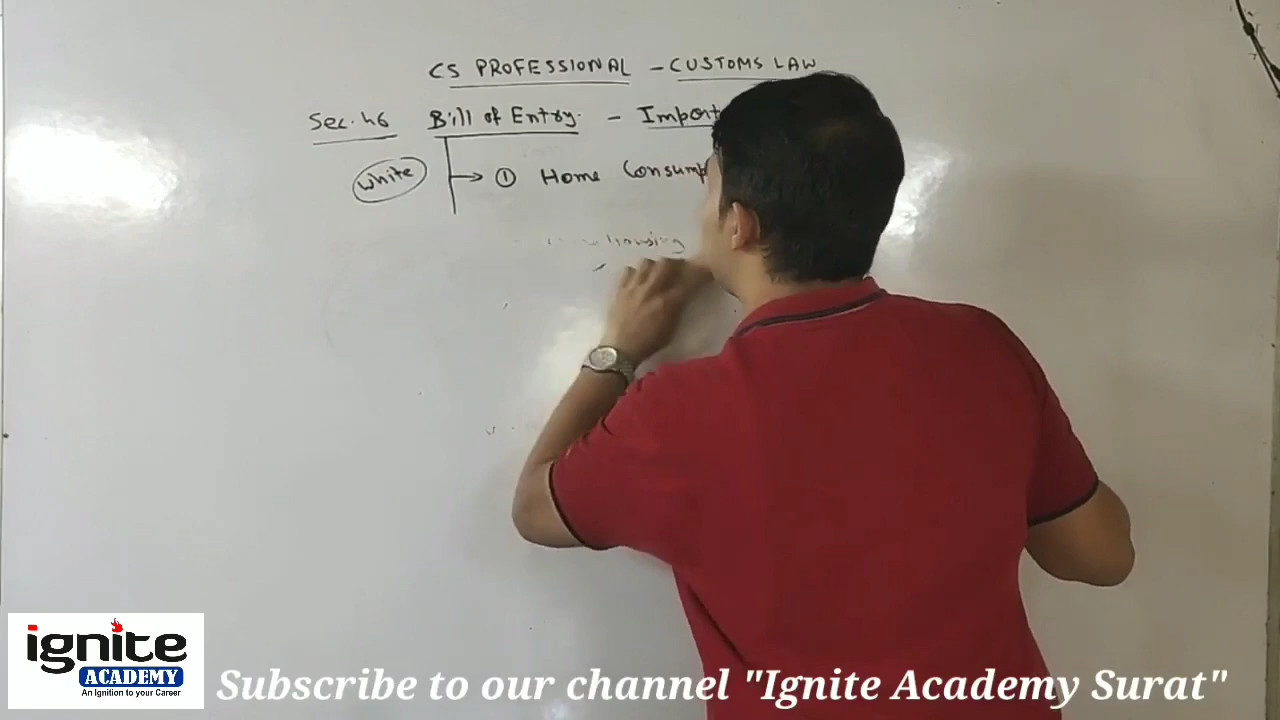 CS PROFESSIONAL - CUSTOMS LAW
Sec. 46 Bill of Entry. - Import
White → ① Home Consump
housing
ignite
ACADEMY
An Ignition to your Career
Subscribe to our channel "Ignite Academy Surat"